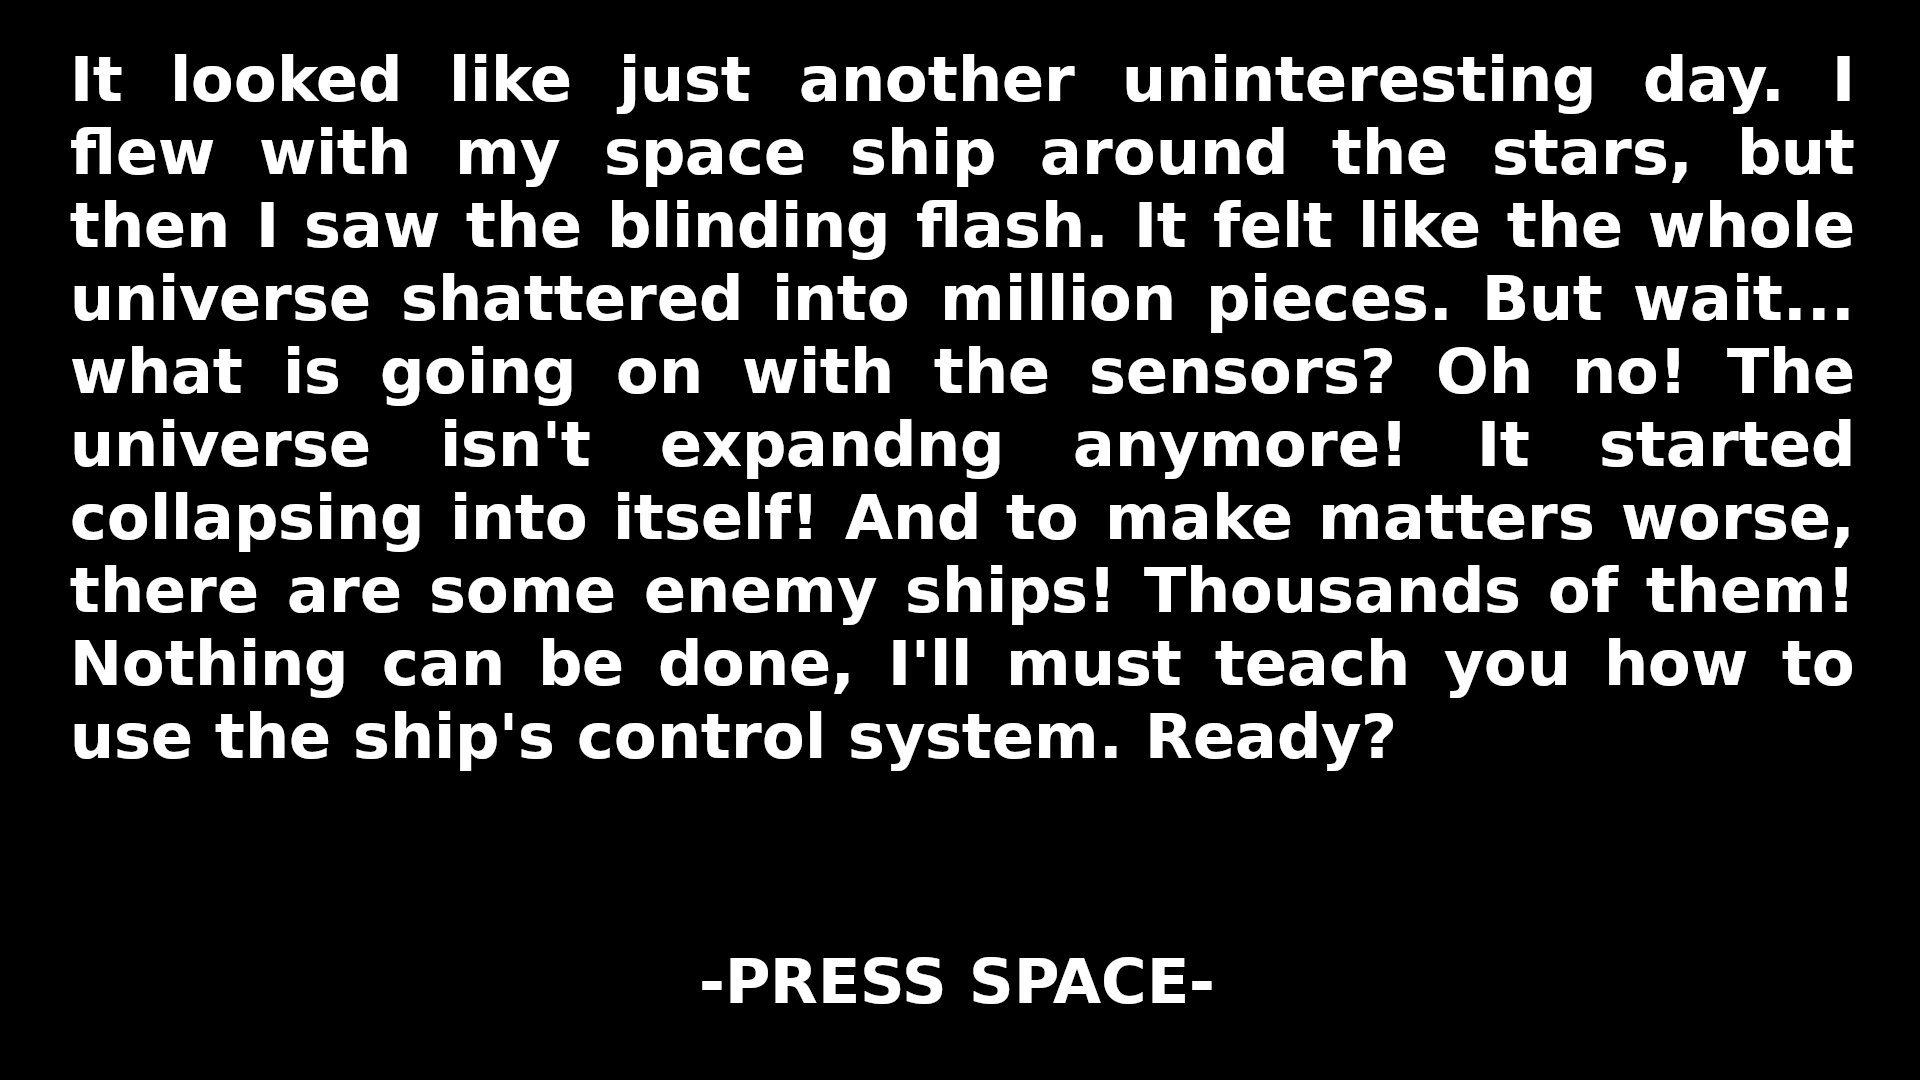 It looked like just another uninteresting day. I
flew with my space ship around the stars, but
then I saw the blinding flash. It felt like the whole
universe shattered into million pieces. But wait...
what is going on with the sensors? Oh no! The
universe isn't expandng anymore! It started
collapsing into itself! And to make matters worse,
there are some enemy ships! Thousands of them!
Nothing can be done, I'll must teach you how to
use the ship's control system. Ready?
-PRESS SPACE-